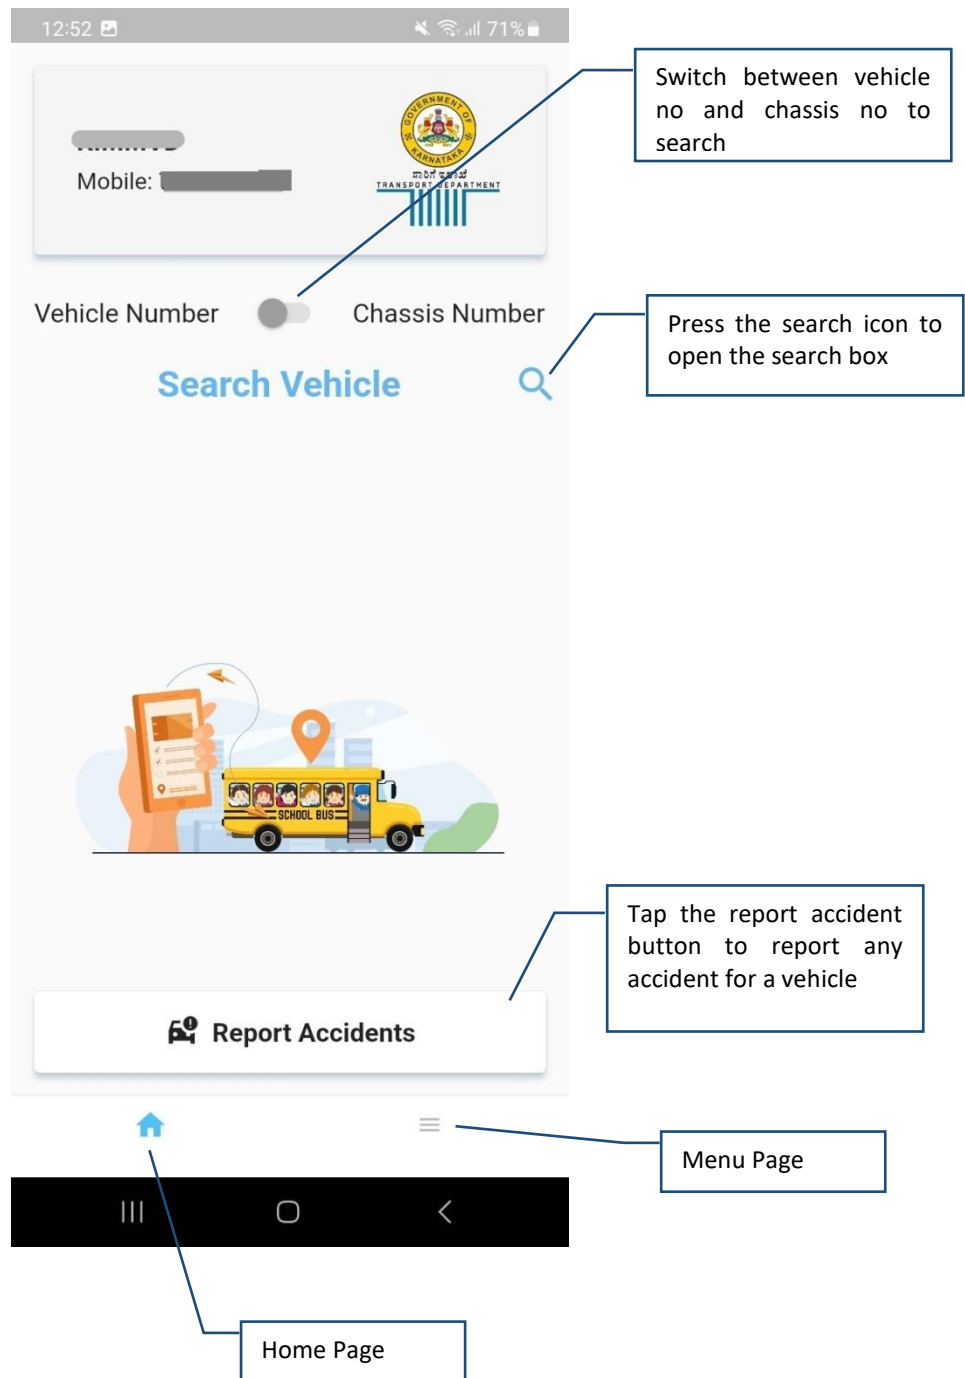 12:52
71%
Switch between vehicle
no and chassis no to
search
Mobile:
GOVERNMENT OF
KARNATAKA
ಸಾರಿಗೆ ಇಲಾಖೆ
TRANSPORT DEPARTMENT
Vehicle Number
Chassis Number
Press the search icon to
open the search box
Search Vehicle
SCHOOL BUS
Tap the report accident
button to report any
accident for a vehicle
Report Accidents
Menu Page
Home Page